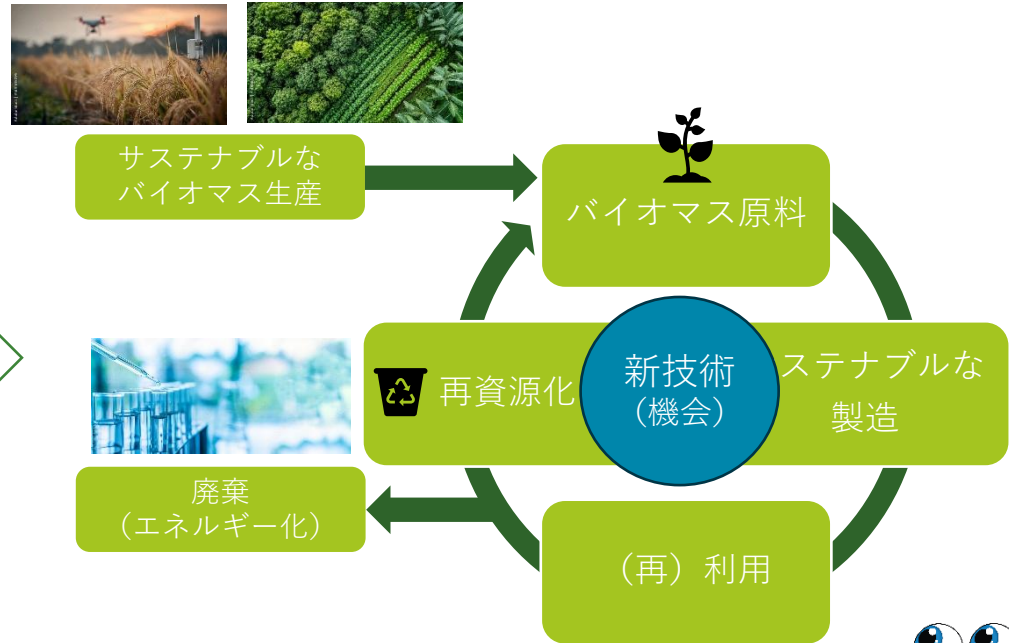 サステナブルな
バイオマス生産
バイオマス原料
再資源化
新技術
（機会）
ステナブルな
製造
廃棄
（エネルギー化）
（再）利用